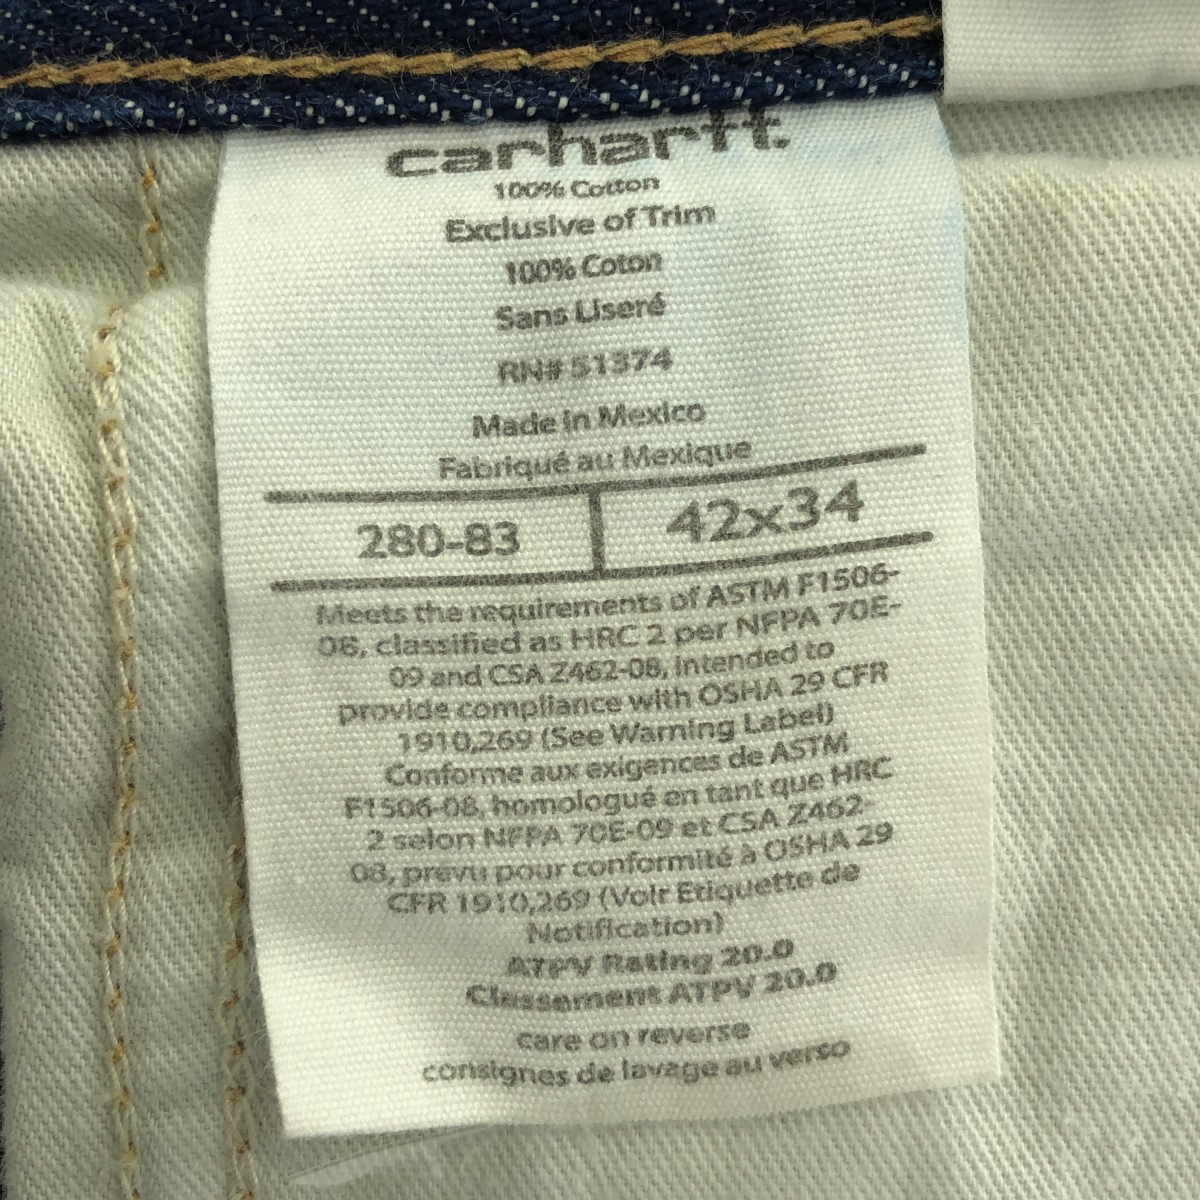 carhartt.
100% Cotton
Exclusive of Trim
100% Coton
Sans Liseré
RN# 51374
Made in Mexico
Fabriqué au Mexique
280-83
42x34
Meets the requirements of ASTM F1506-
08, classified as HRC 2 per NFPA 70E-
09 and CSA Z462-08, intended to
provide compliance with OSHA 29 CFR
1910,269 (See Warning Label)
Conforme aux exigences de ASTM
F1506-08, homologué en tant que HRC
2 selon NFPA 70E-09 et CSA Z462-
08, prévu pour conformité à OSHA 29
CFR 1910,269 (Voir Etiquette de
Notification)
ATPV Rating 20.0
Classement ATPV 20.0
care on reverse
consignes de lavage au verso